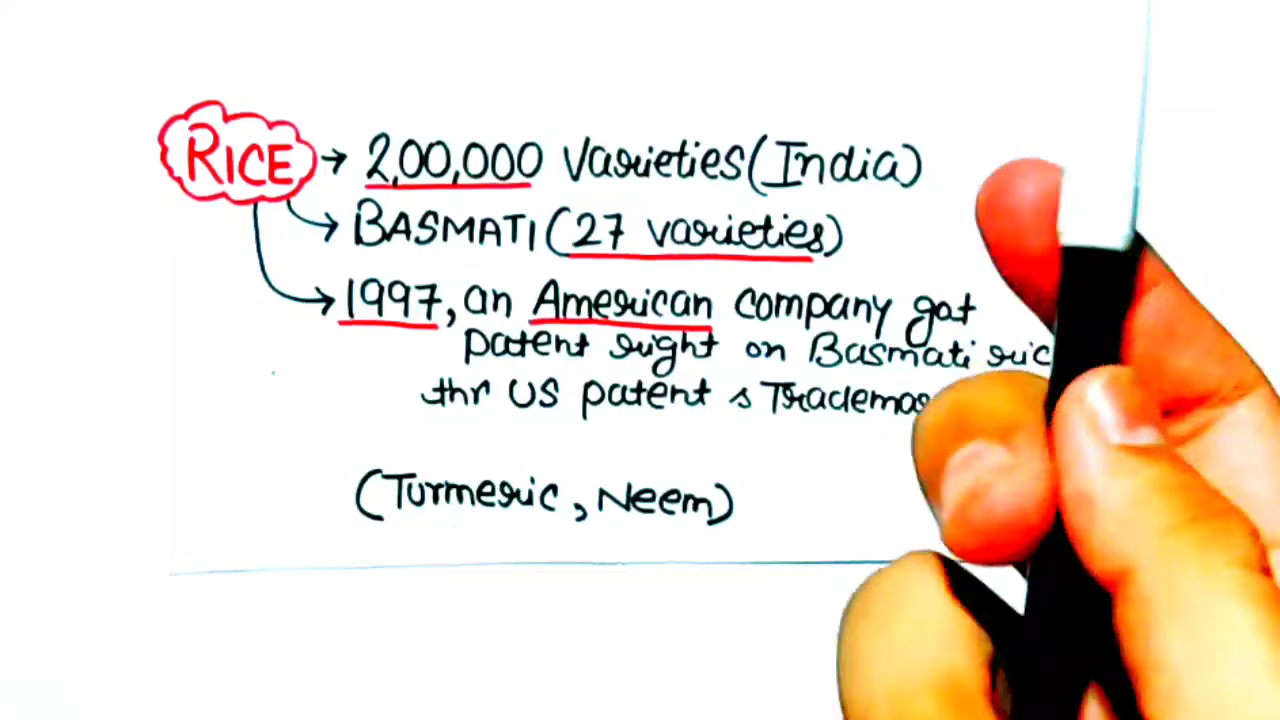 RICE → 2,00,000 Varieties (India)
→ BASMATI (27 varieties)
→ 1997, an American company got
patent right on Basmati
thr US patent &
(Turmeric, Neem)